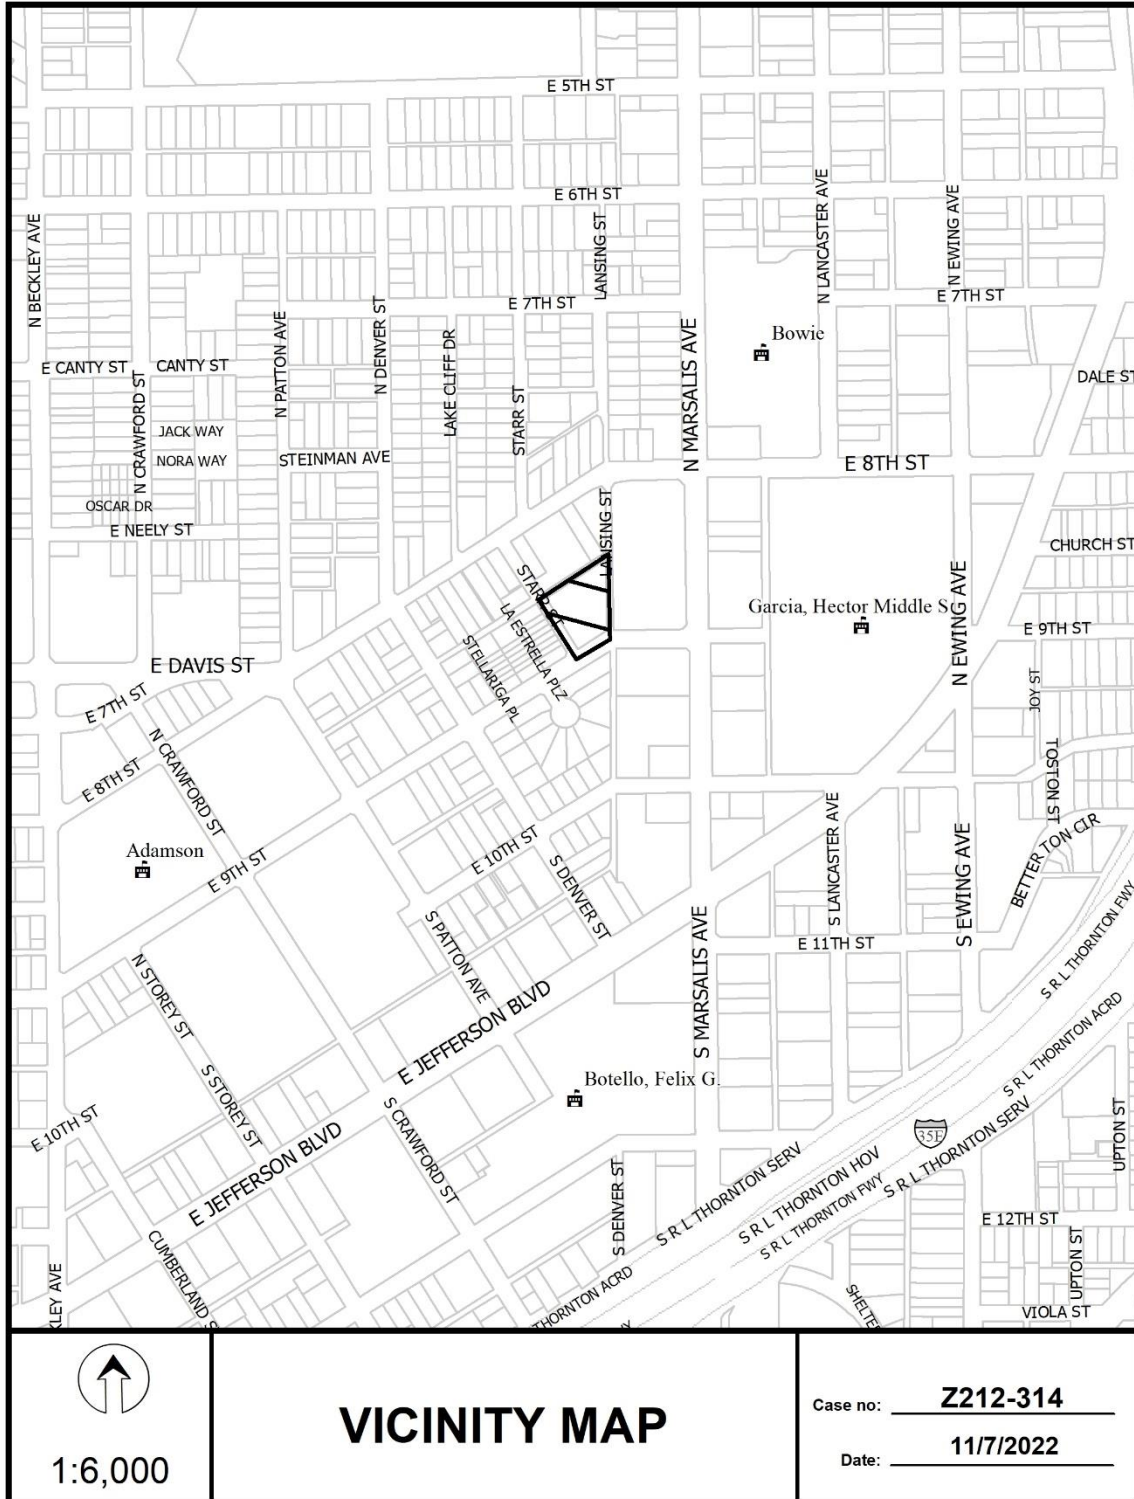 E 5TH ST
E 6TH ST
N BECKLEY AVE
LANSING ST
N LANCASTER AVE
N EWING AVE
E 7TH ST
E 7TH ST
N PATTON AVE
N DENVER ST
LAKE CLIFF DR
N MARSALIS AVE
Bowie
E CANTY ST
CANTY ST
DALE ST
N CRAWFORD ST
STARR ST
JACK WAY
NORA WAY
STEINMAN AVE
E 8TH ST
OSCAR DR
E NEELY ST
LANSING ST
CHURCH ST
STARR ST
LA ESTRELLA PLZ
Garcia, Hector Middle S
N EWING AVE
E 9TH ST
STELLARIGA PL
E DAVIS ST
JOY ST
E 7TH ST
N CRAWFORD ST
TOSTON ST
E 8TH ST
S LANCASTER AVE
BETTER TON CIR
Adamson
E 9TH ST
E 10TH ST
S DENVER ST
S EWING AVE
S PATTON AVE
S MARSALIS AVE
E 11TH ST
S R L THORNTON FWY
N STOREY ST
E JEFFERSON BLVD
S R L THORNTON ACRD
Botello, Felix G.
S STOREY ST
S CRAWFORD ST
E 10TH ST
35E
S R L THORNTON SERV
UPTON ST
E JEFFERSON BLVD
S DENVER ST
S R L THORNTON SERV
S R L THORNTON HOV
S R L THORNTON FWY
E 12TH ST
UPTON ST
CUMBERLAND S
KLEY AVE
THORNTON ACRD
SHELTE
VIOLA ST
1:6,000
VICINITY MAP
Case no: Z212-314
Date: 11/7/2022